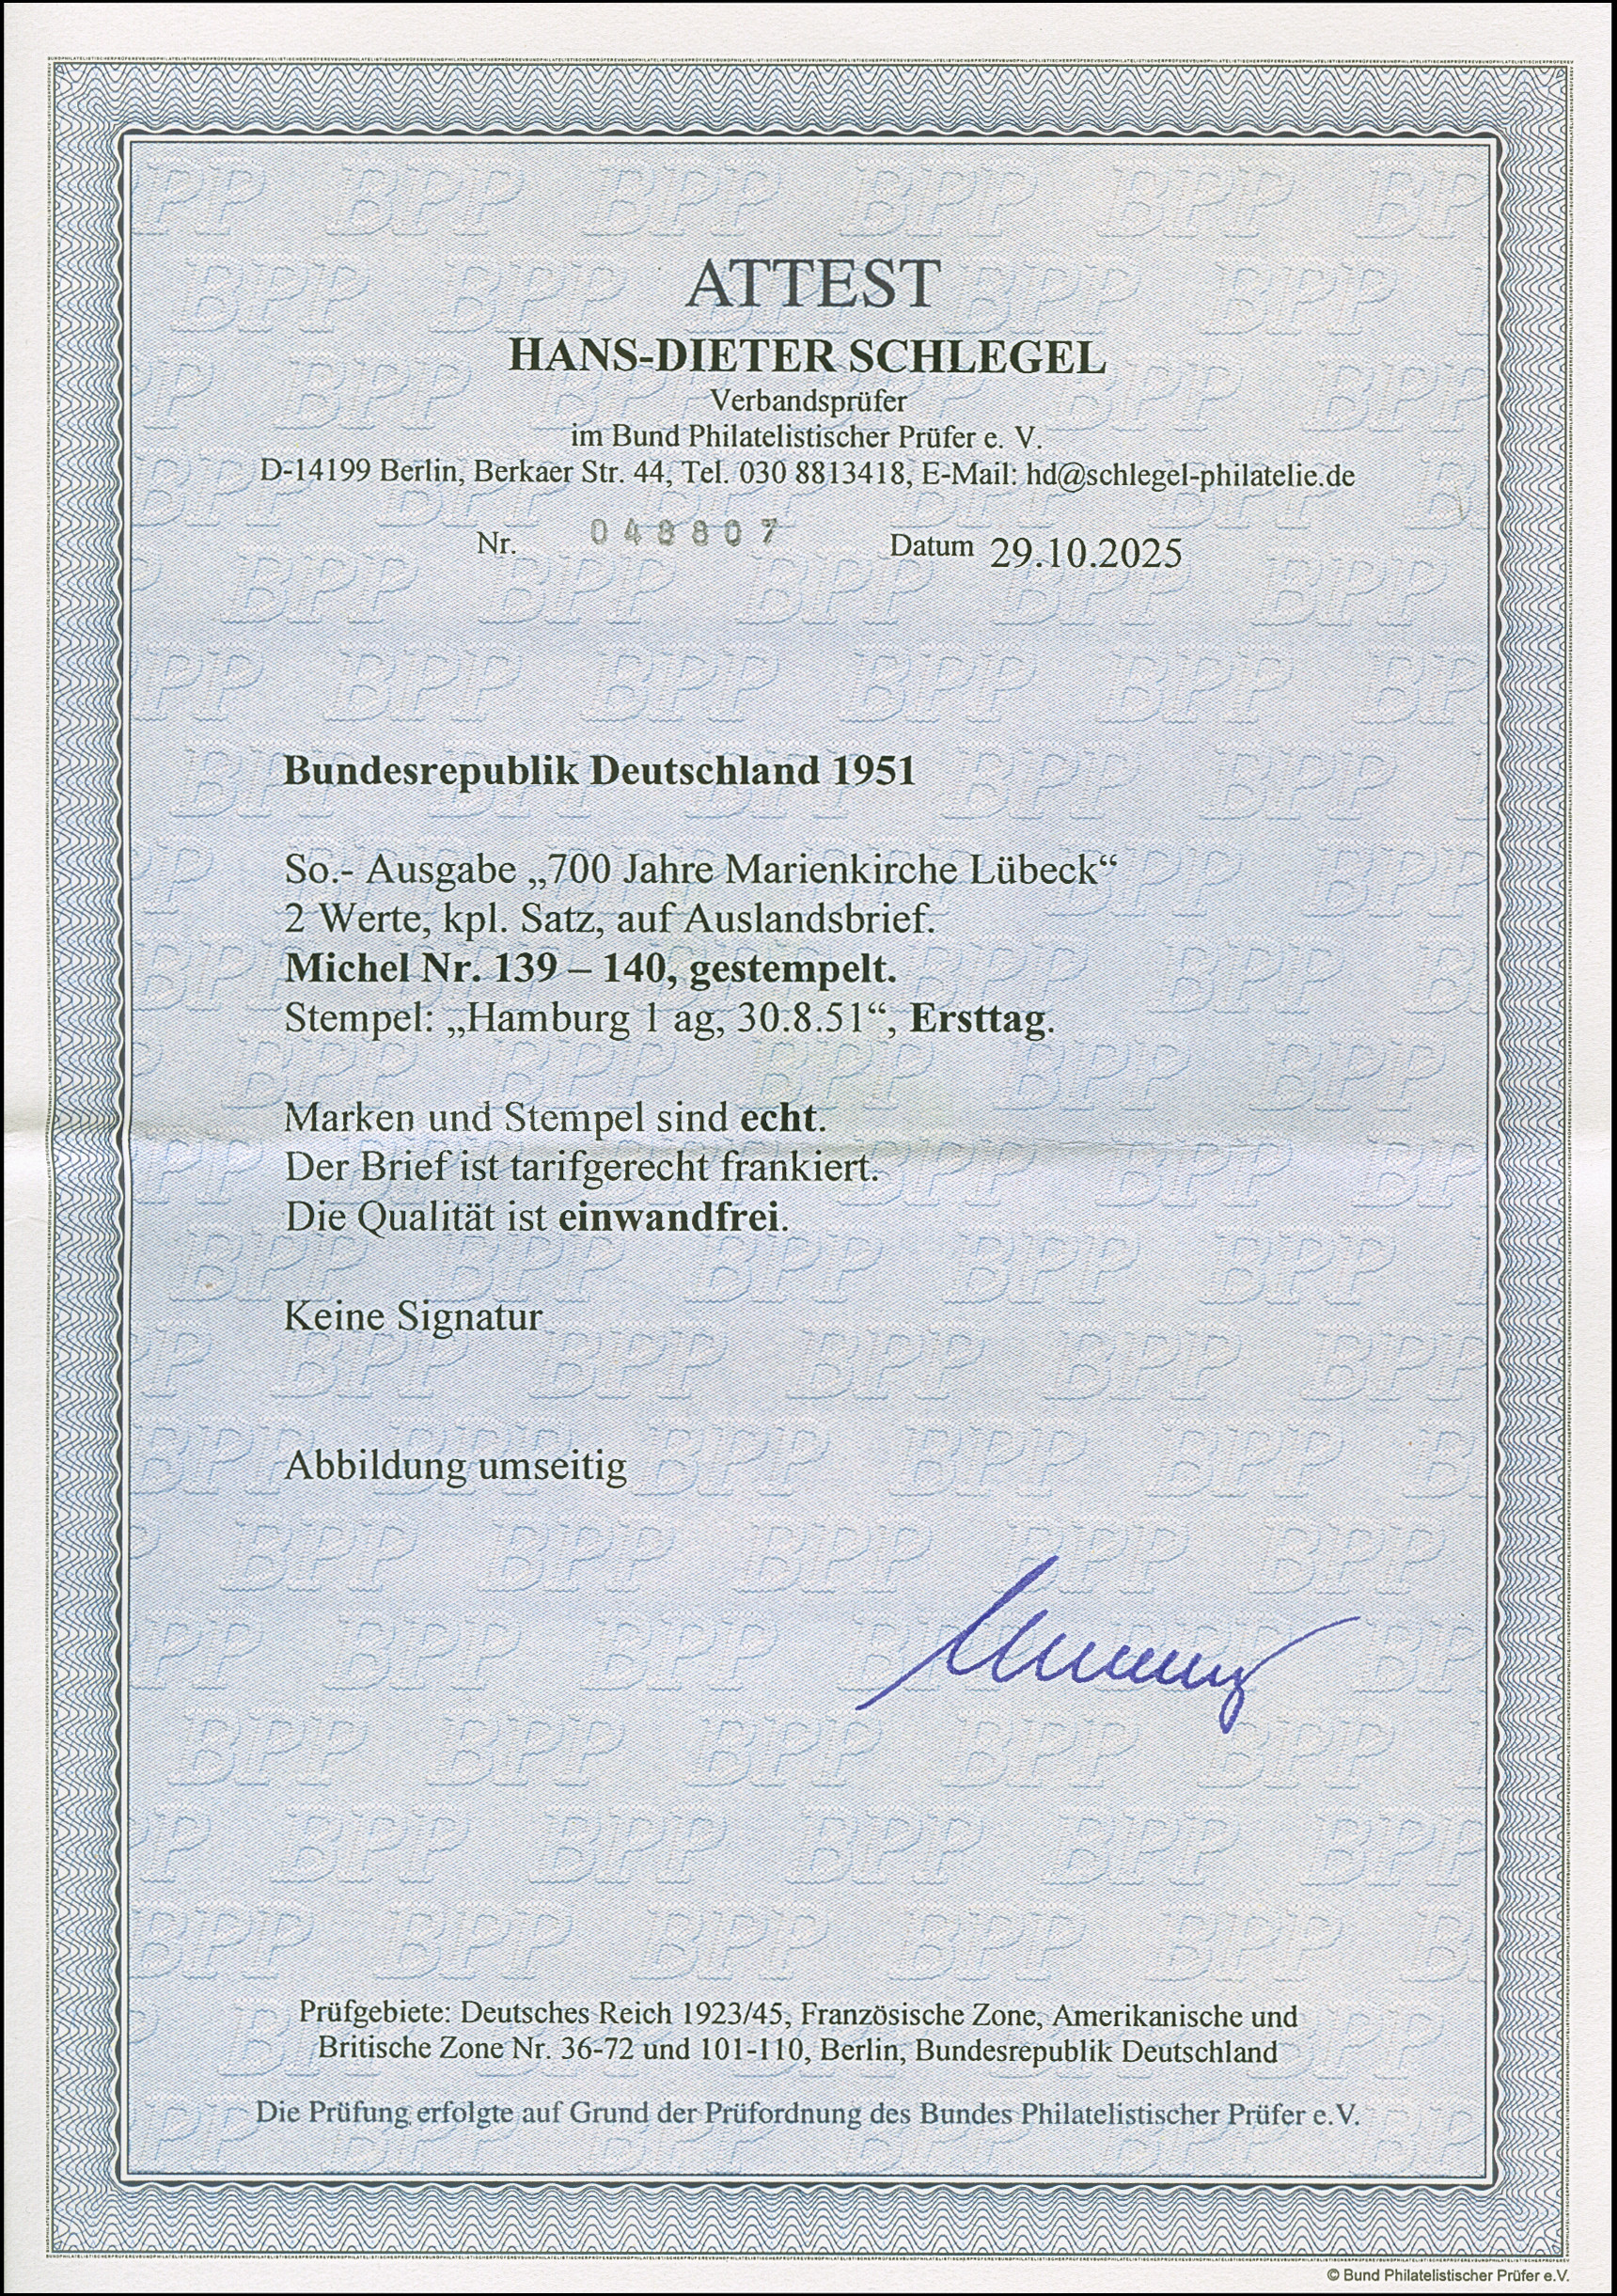 ATTEST
HANS-DIETER SCHLEGEL
Verbandsprüfer
im Bund Philatelistischer Prüfer e. V.
D-14199 Berlin, Berkaer Str. 44, Tel. 030 8813418, E-Mail: hd@schlegel-philatelie.de
Nr. 048807 Datum 29.10.2025
Bundesrepublik Deutschland 1951
So.- Ausgabe „700 Jahre Marienkirche Lübeck“
2 Werte, kpl. Satz, auf Auslandsbrief.
Michel Nr. 139 – 140, gestempelt.
Stempel: „Hamburg 1 ag, 30.8.51“, Ersttag.
Marken und Stempel sind echt.
Der Brief ist tarifgerecht frankiert.
Die Qualität ist einwandfrei.
Keine Signatur
Abbildung umseitig
Prüfgebiete: Deutsches Reich 1923/45, Französische Zone, Amerikanische und
Britische Zone Nr. 36-72 und 101-110, Berlin, Bundesrepublik Deutschland
Die Prüfung erfolgte auf Grund der Prüfordnung des Bundes Philatelistischer Prüfer e.V.
© Bund Philatelistischer Prüfer e.V.